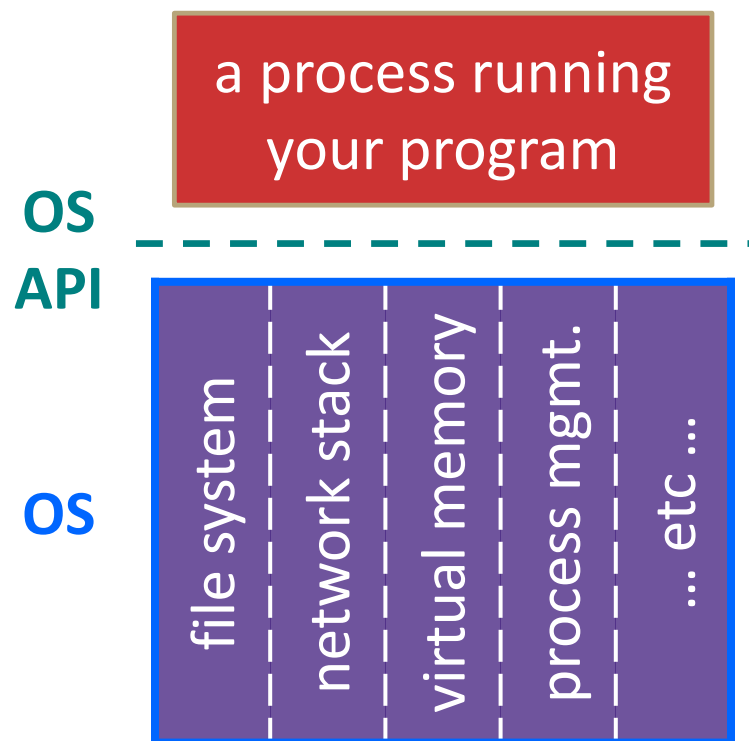 a process running
your program
OS
API
OS
file system
network stack
virtual memory
process mgmt.
... etc ...